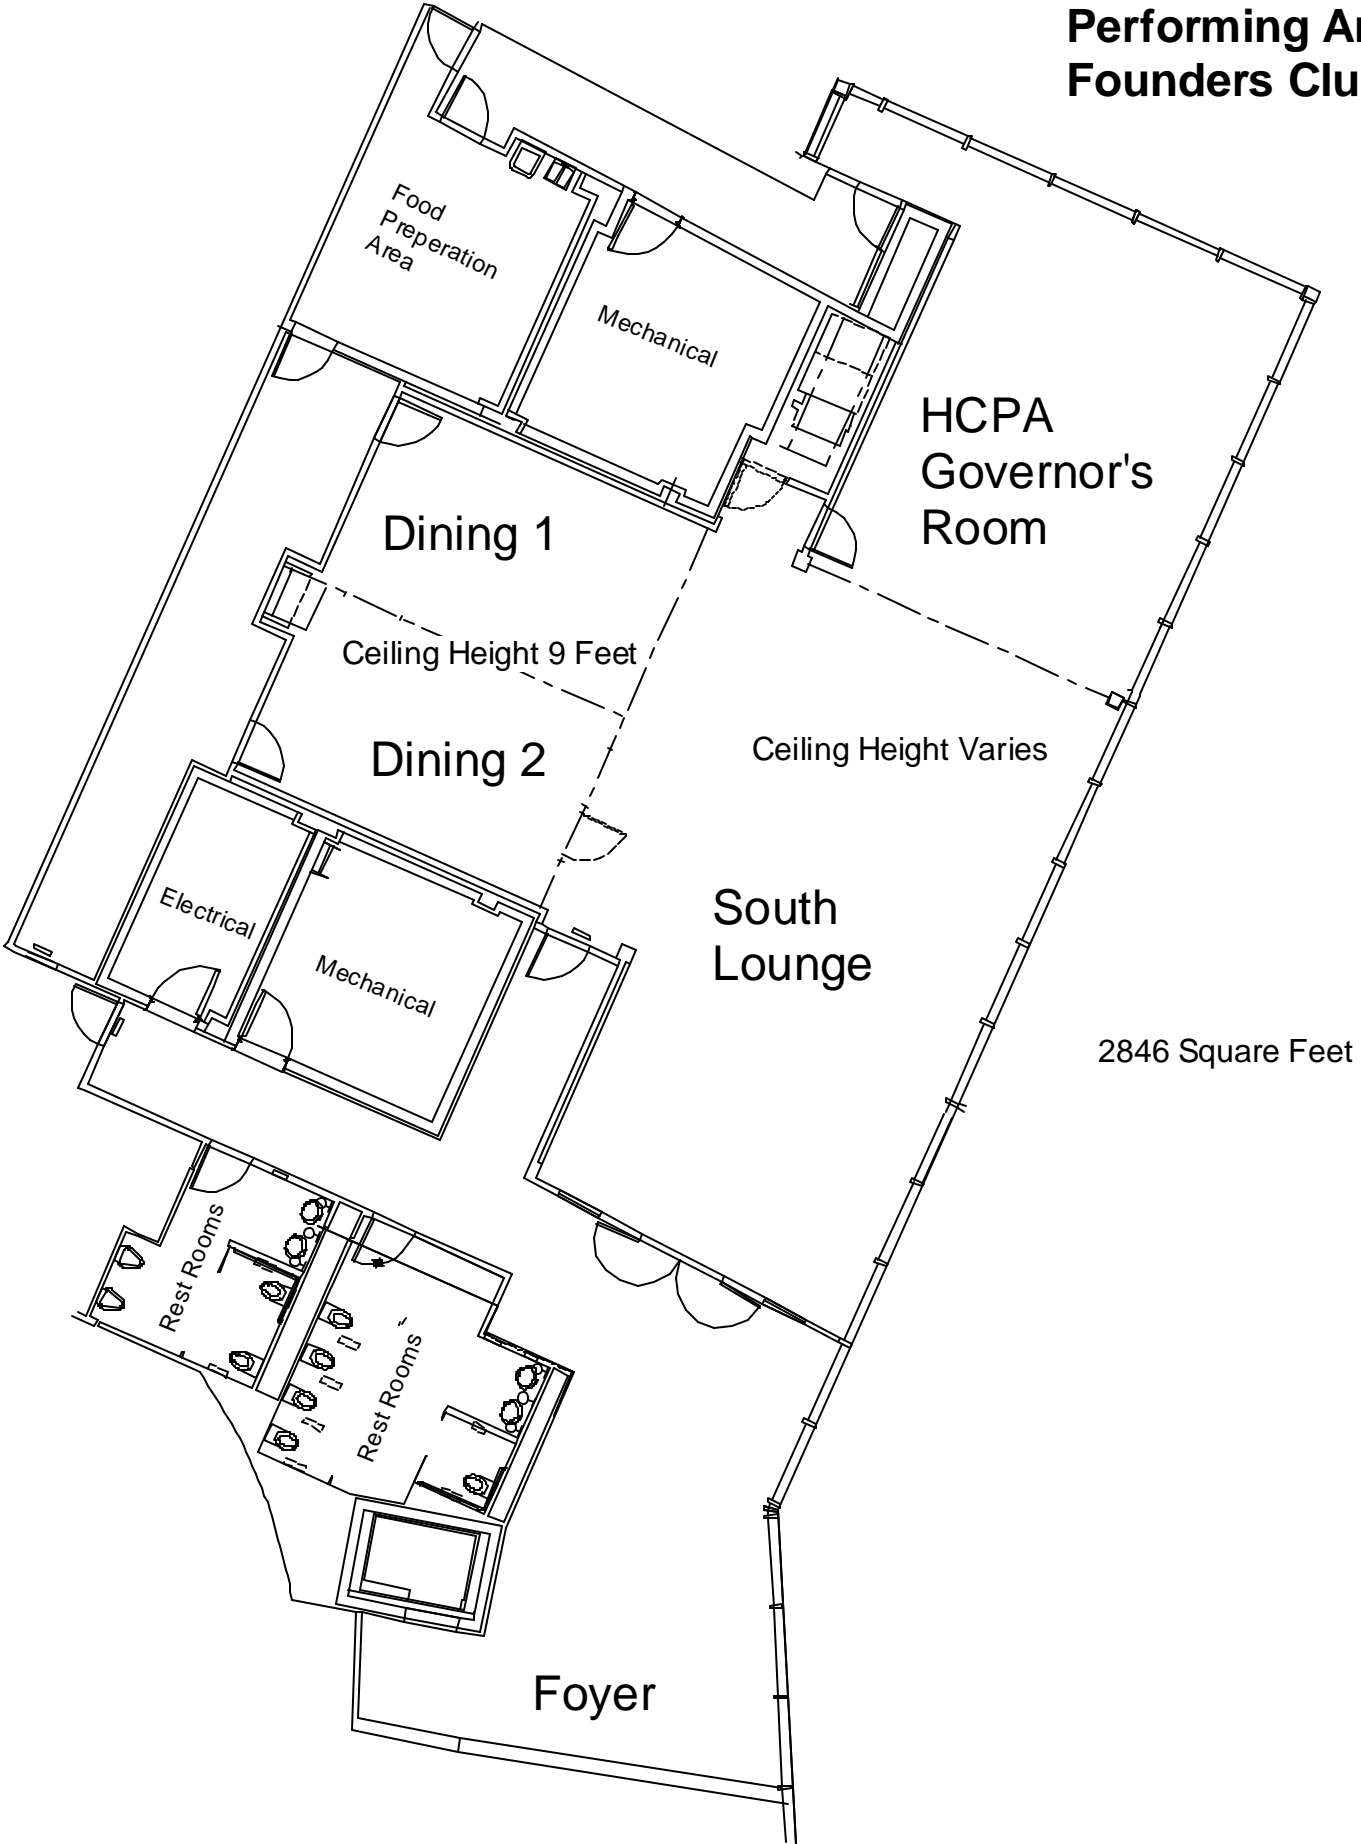 Performing Ar
Founders Clu
Food
Preperation
Area
Mechanical
HCPA
Governor's
Room
Dining 1
Ceiling Height 9 Feet
Dining 2
Ceiling Height Varies
Electrical
Mechanical
South
Lounge
2846 Square Feet
Rest Rooms
Rest Rooms
Foyer